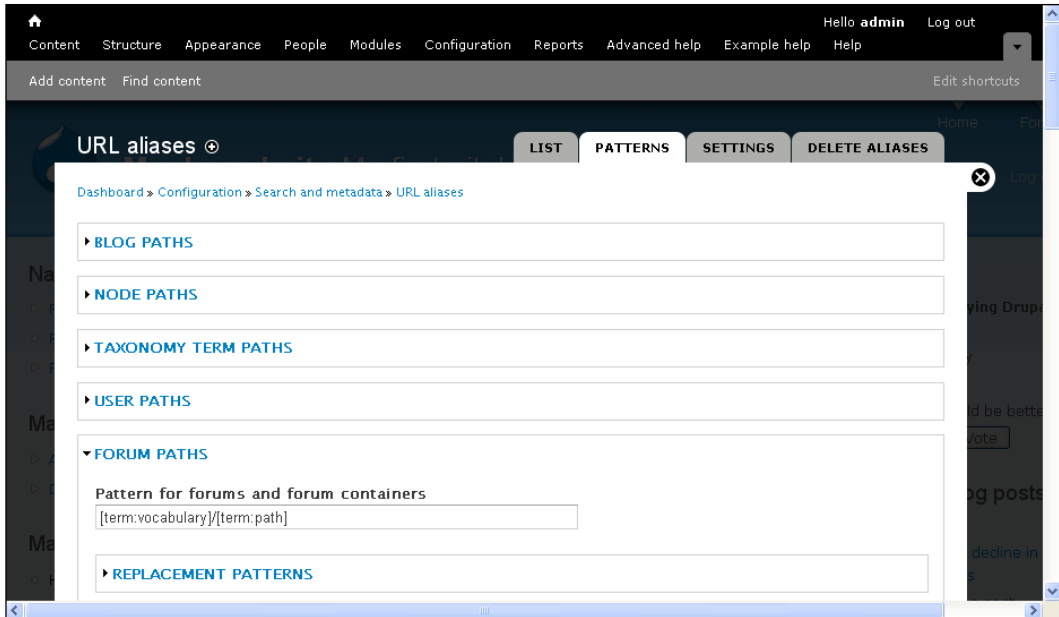 Hello admin Log out
Content Structure Appearance People Modules Configuration Reports Advanced help Example help Help
Add content Find content Edit shortcuts
Home
URL aliases
LIST PATTERNS SETTINGS DELETE ALIASES
Dashboard » Configuration » Search and metadata » URL aliases
BLOG PATHS
NODE PATHS
TAXONOMY TERM PATHS
USER PATHS
FORUM PATHS
Vote
Pattern for forums and forum containers
[term:vocabulary]/[term:path]
posts
decline in
REPLACEMENT PATTERNS